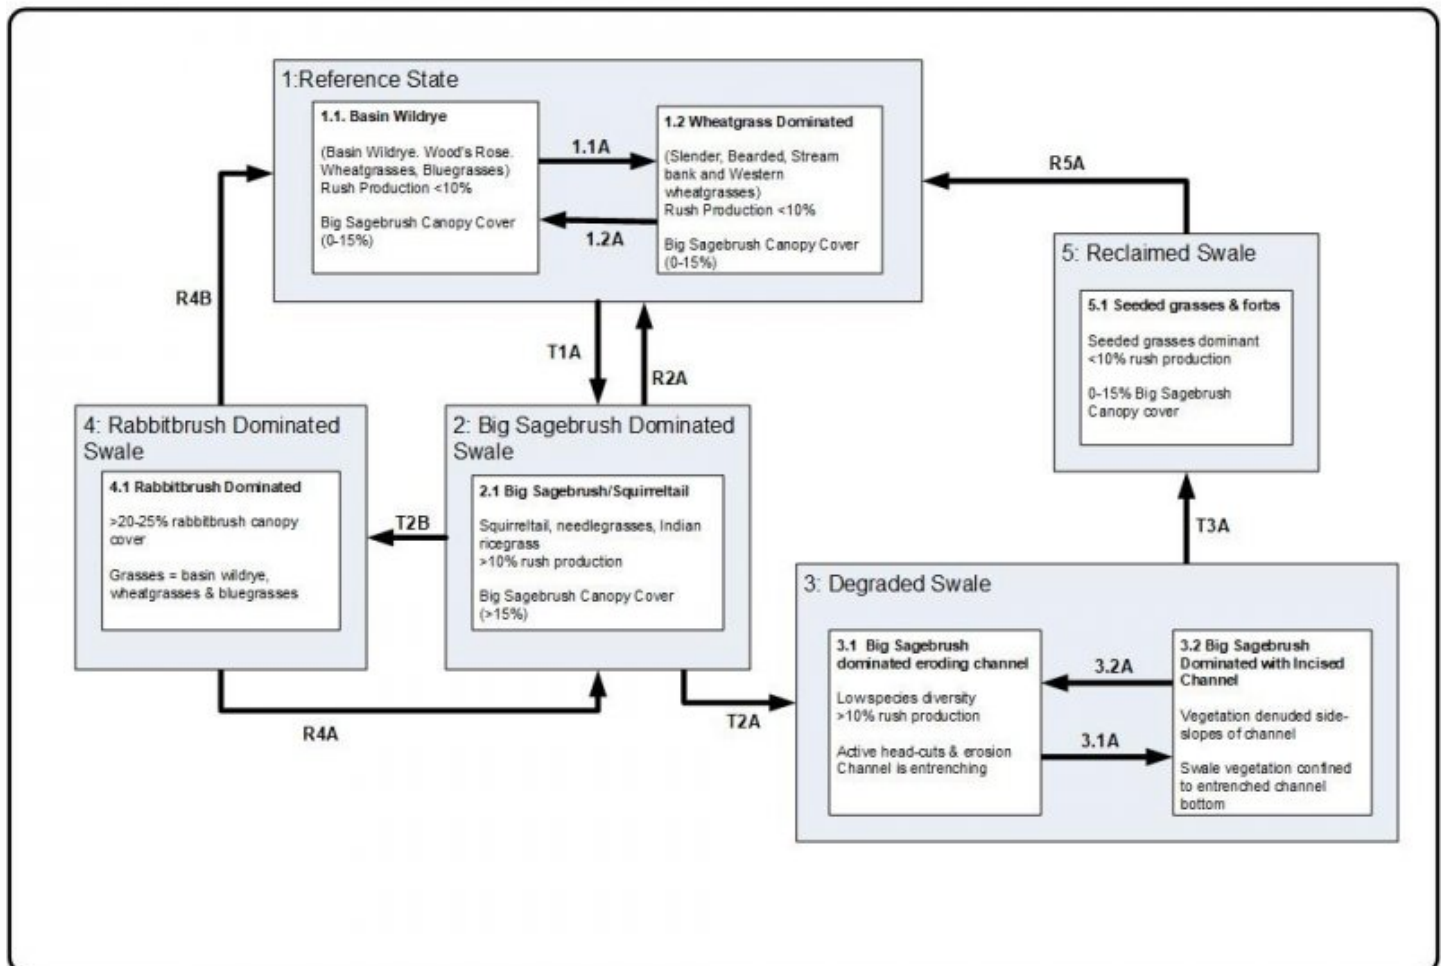 1:Reference State
1.1. Basin Wildrye
(Basin Wildrye. Wood's Rose.
Wheatgrasses, Bluegrasses)
Rush Production <10%
Big Sagebrush Canopy Cover
(0-15%)
1.1A
1.2A
1.2 Wheatgrass Dominated
(Slender, Bearded, Stream
bank and Western
wheatgrasses)
Rush Production <10%
Big Sagebrush Canopy Cover
(0-15%)
R5A
R4B
T1A
R2A
5: Reclaimed Swale
5.1 Seeded grasses & forbs
Seeded grasses dominant
<10% rush production
0-15% Big Sagebrush
Canopy cover
4: Rabbitbrush Dominated
Swale
4.1 Rabbitbrush Dominated
>20-25% rabbitbrush canopy
cover
Grasses = basin wildrye,
wheatgrasses & bluegrasses
T2B
2: Big Sagebrush Dominated
Swale
2.1 Big Sagebrush/Squirreltail
Squirreltail, needlegrasses, Indian
ricegrass
>10% rush production
Big Sagebrush Canopy Cover
(>15%)
T3A
R4A
T2A
3: Degraded Swale
3.1 Big Sagebrush
dominated eroding channel
Low species diversity
>10% rush production
Active head-cuts & erosion
Channel is entrenching
3.2A
3.1A
3.2 Big Sagebrush
Dominated with Incised
Channel
Vegetation denuded side-
slopes of channel
Swale vegetation confined
to entrenched channel
bottom